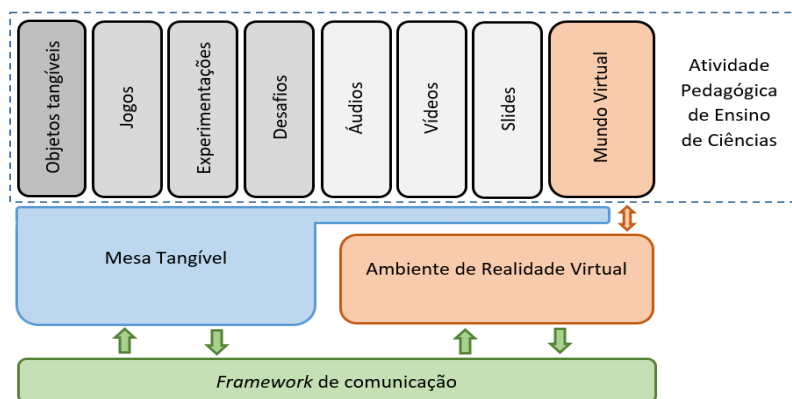 Objetos tangíveis
Jogos
Experimentações
Desafios
Áudios
Vídeos
Slides
Mundo Virtual
Atividade
Pedagógica
de Ensino
de Ciências
Mesa Tangível
Ambiente de Realidade Virtual
Framework de comunicação